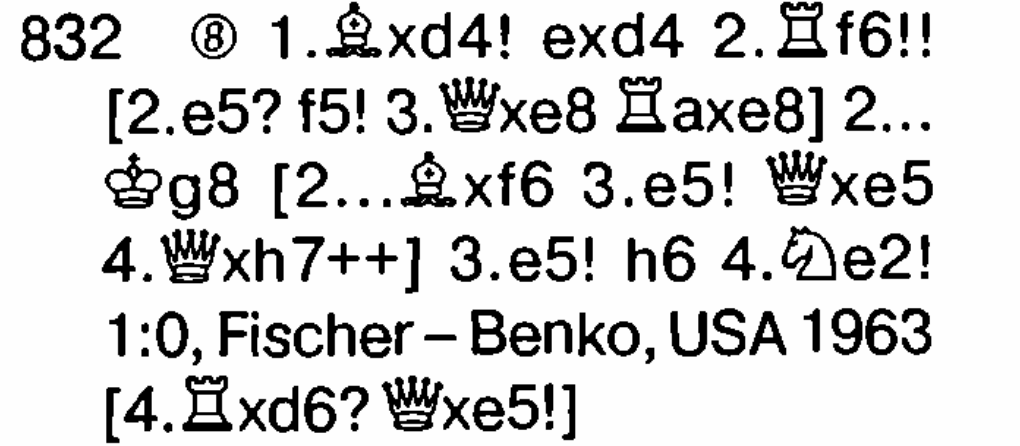 832 ⑧ 1.♗xd4! exd4 2.♖f6!!
[2.e5? f5! 3.♕xe8 ♖axe8] 2...
♔g8 [2...♗xf6 3.e5! ♕xe5
4.♕xh7++] 3.e5! h6 4.♘e2!
1:0, Fischer – Benko, USA 1963
[4.♖xd6? ♕xe5!]